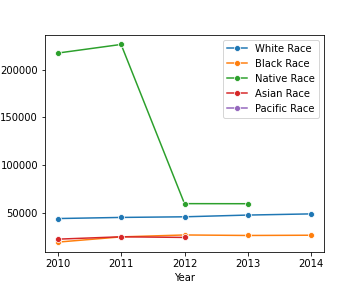 White Race
Black Race
Native Race
Asian Race
Pacific Race
200000
150000
100000
50000
2010 2011 2012 2013 2014
Year